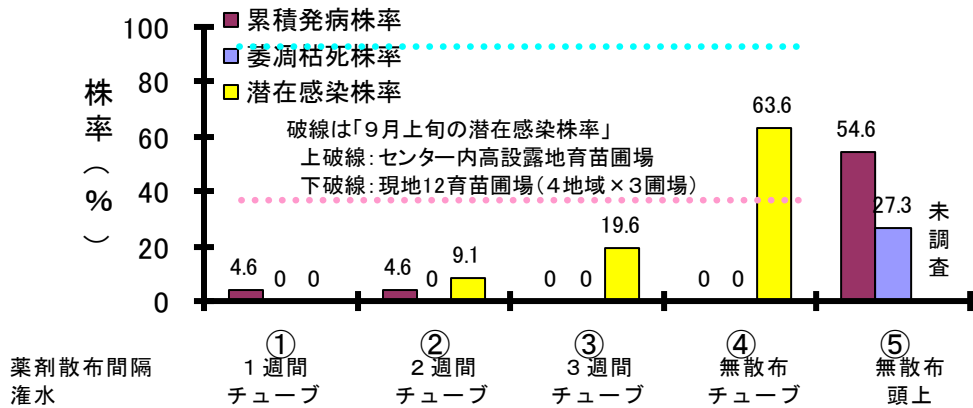 累積発病株率
萎凋枯死株率
潜在感染株率
株率(%)
100
80
60
40
20
0
破線は「９月上旬の潜在感染株率」
上破線：センター内高設露地育苗圃場
下破線：現地12育苗圃場（４地域×３圃場）
4.6 0 0
4.6 0 9.1
0 0 19.6
0 0 63.6
54.6 27.3 未調査
① ② ③ ④ ⑤
薬剤散布間隔 １週間 ２週間 ３週間 無散布 無散布
潅水 チューブ チューブ チューブ チューブ 頭上